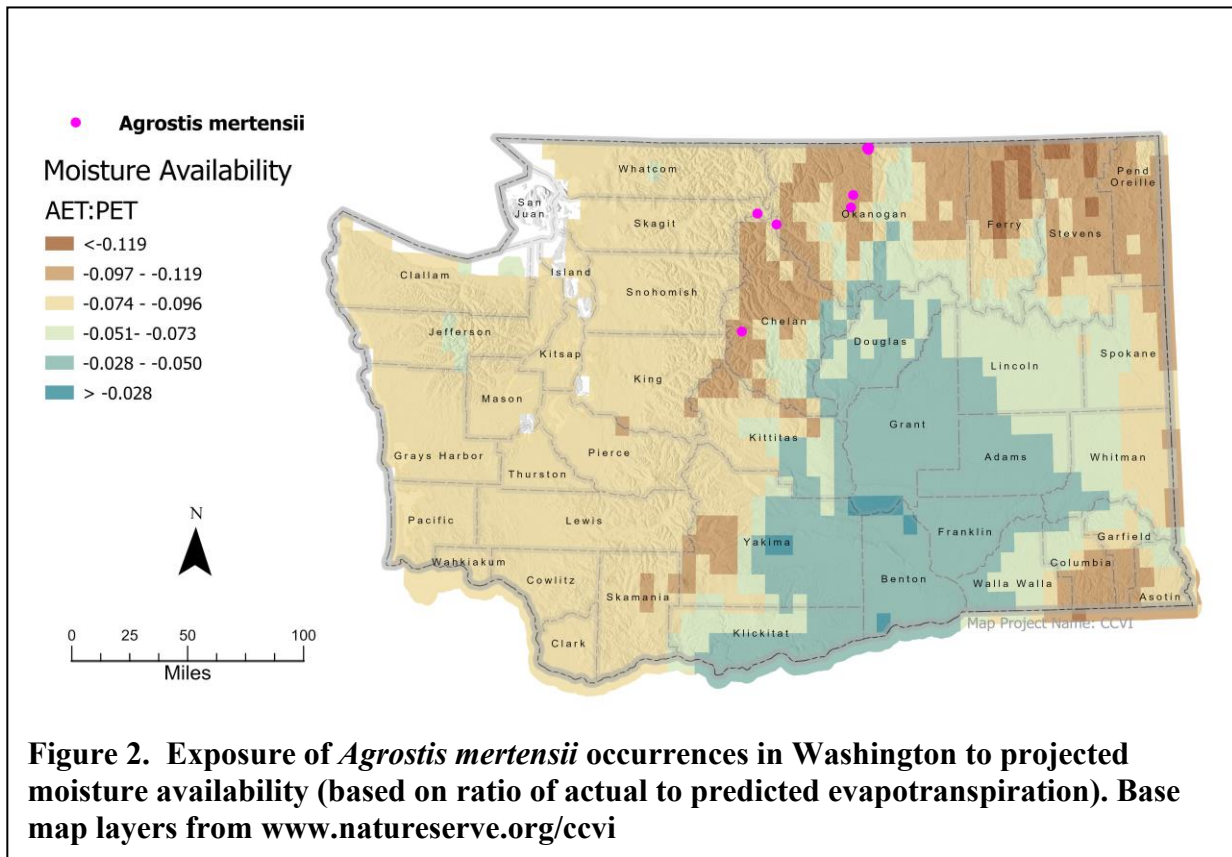 Agrostis mertensii
Moisture Availability
AET:PET
<-0.119
-0.097 - -0.119
-0.074 - -0.096
-0.051- -0.073
-0.028 - -0.050
> -0.028
N
0 25 50 100
Miles
Whatcom
San
Juan
Skagit
Island
Clallam
Snohomish
Jefferson
Kitsap
King
Mason
Grays Harbor
Thurston
Pierce
Pacific
Lewis
Wahkiakum
Cowlitz
Skamania
Clark
Okanogan
Ferry
Stevens
Pend
Oreille
Chelan
Douglas
Lincoln
Spokane
Kittitas
Grant
Adams
Whitman
Yakima
Franklin
Garfield
Columbia
Benton
Walla Walla
Asotin
Klickitat
Map Project Name: CCVI
Figure 2. Exposure of Agrostis mertensii occurrences in Washington to projected
moisture availability (based on ratio of actual to predicted evapotranspiration). Base
map layers from www.natureserve.org/ccvi